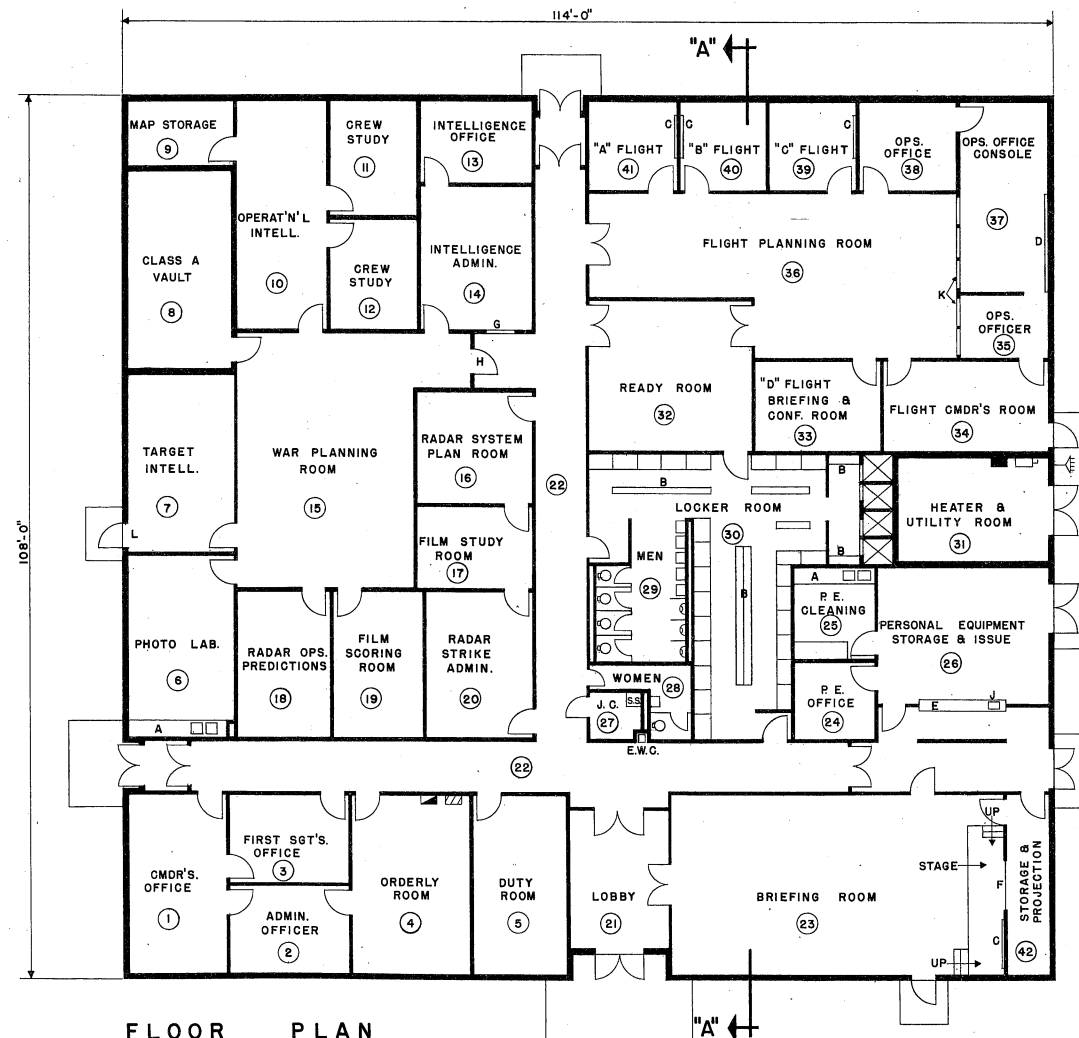 114'-0"
"A"
108'-0"
MAP STORAGE
9
CREW
STUDY
11
INTELLIGENCE
OFFICE
13
C
"A" FLIGHT
41
C
"B" FLIGHT
40
C
"C" FLIGHT
39
OPS.
OFFICE
38
OPS. OFFICE
CONSOLE
37
D
OPERAT'N'L
INTELL.
10
CLASS A
VAULT
8
CREW
STUDY
12
INTELLIGENCE
ADMIN.
14
G
H
FLIGHT PLANNING ROOM
36
K
OPS.
OFFICER
35
READY ROOM
32
"D" FLIGHT
BRIEFING &
CONF. ROOM
33
FLIGHT CMDR'S ROOM
34
TARGET
INTELL.
7
L
WAR PLANNING
ROOM
15
RADAR SYSTEM
PLAN ROOM
16
22
FILM STUDY
ROOM
17
B
LOCKER ROOM
30
B
B
B
HEATER &
UTILITY ROOM
31
MEN
29
A
P. E.
CLEANING
25
PERSONAL EQUIPMENT
STORAGE & ISSUE
26
PHOTO LAB.
6
A
RADAR OPS.
PREDICTIONS
18
FILM
SCORING
ROOM
19
RADAR
STRIKE
ADMIN.
20
WOMEN
28
J. C.
27
S.S.
E.W.C.
P. E.
OFFICE
24
E
J
22
CMDR'S.
OFFICE
1
FIRST SGT'S.
OFFICE
3
ADMIN.
OFFICER
2
ORDERLY
ROOM
4
DUTY
ROOM
5
LOBBY
21
BRIEFING ROOM
23
STAGE
UP
F
C
UP
STORAGE &
PROJECTION
42
"A"
FLOOR PLAN